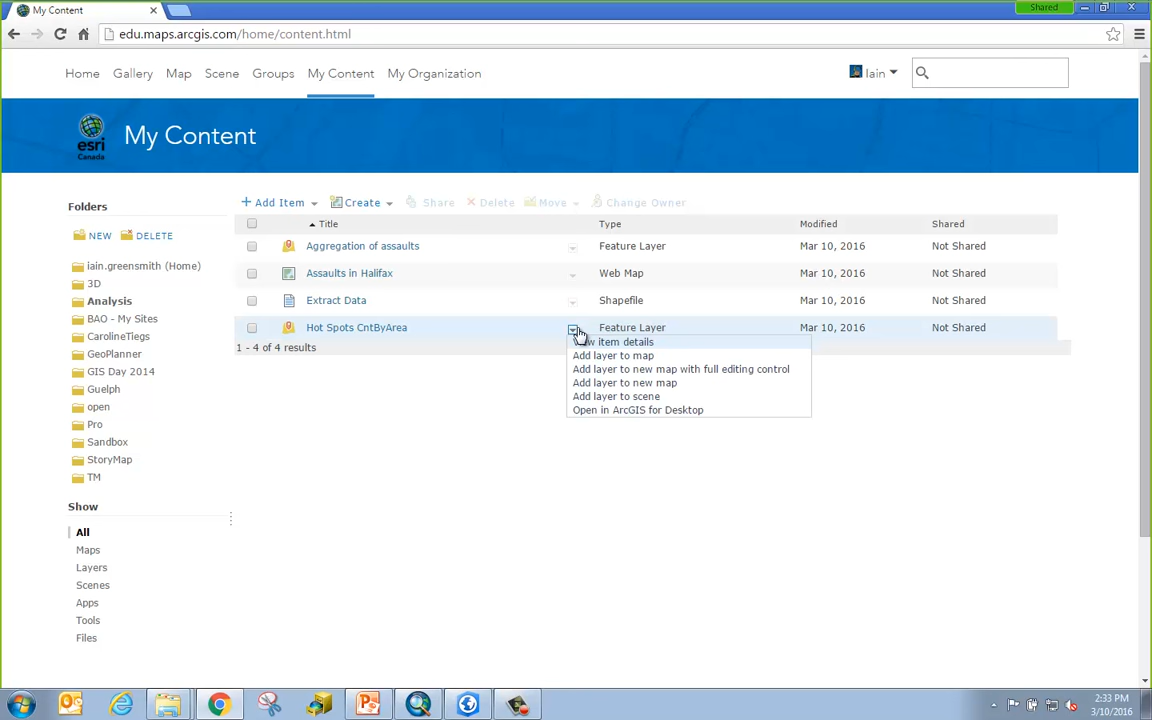 My Content
Shared
edu.maps.arcgis.com/home/content.html
Home Gallery Map Scene Groups My Content My Organization
Iain
esri Canada
My Content
Folders
NEW DELETE
iain.greensmith (Home)
3D
Analysis
BAO - My Sites
CarolineTiegs
GeoPlanner
GIS Day 2014
Guelph
open
Pro
Sandbox
StoryMap
TM
Show
All
Maps
Layers
Scenes
Apps
Tools
Files
+ Add Item Create Share Delete Move Change Owner
Title Type Modified Shared
Aggregation of assaults Feature Layer Mar 10, 2016 Not Shared
Assaults in Halifax Web Map Mar 10, 2016 Not Shared
Extract Data Shapefile Mar 10, 2016 Not Shared
Hot Spots CntByArea Feature Layer Mar 10, 2016 Not Shared
1 - 4 of 4 results
item details
Add layer to map
Add layer to new map with full editing control
Add layer to new map
Add layer to scene
Open in ArcGIS for Desktop
2:33 PM
3/10/2016